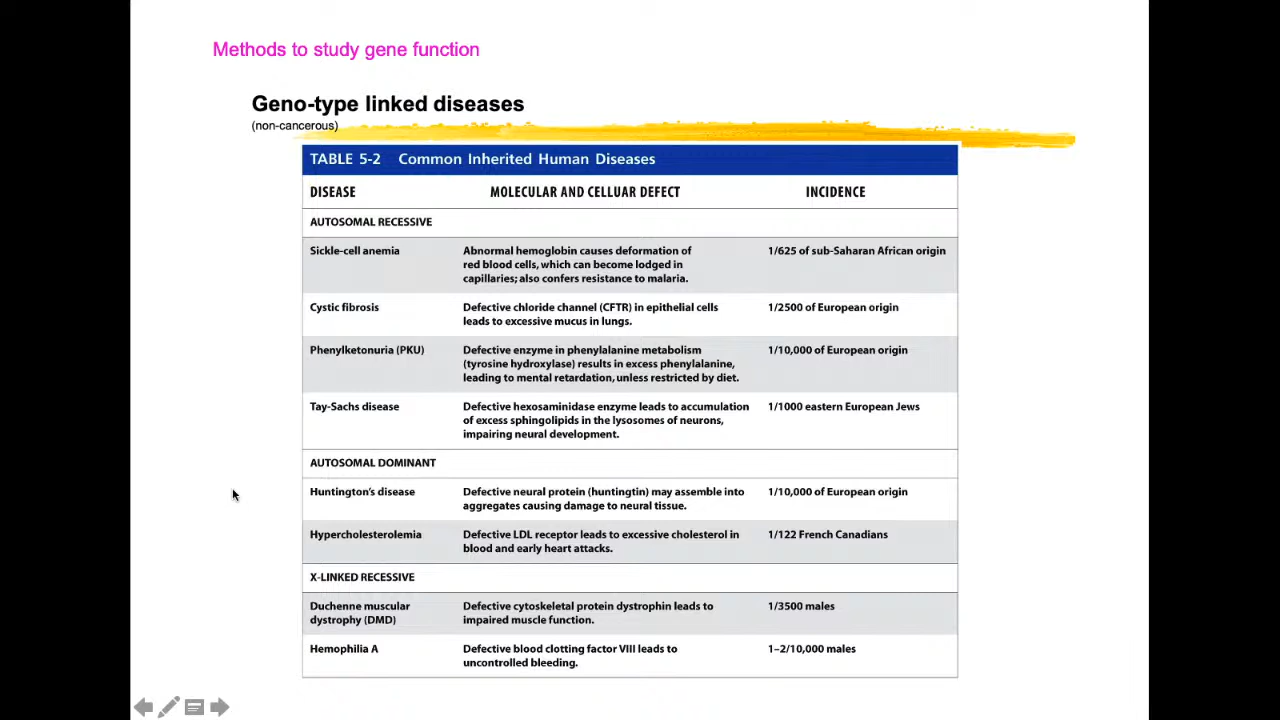 Methods to study gene function
Geno-type linked diseases
(non-cancerous)
TABLE 5-2 Common Inherited Human Diseases
DISEASE MOLECULAR AND CELLUAR DEFECT INCIDENCE
AUTOSOMAL RECESSIVE
Sickle-cell anemia Abnormal hemoglobin causes deformation of 1/625 of sub-Saharan African origin
red blood cells, which can become lodged in
capillaries; also confers resistance to malaria.
Cystic fibrosis Defective chloride channel (CFTR) in epithelial cells 1/2500 of European origin
leads to excessive mucus in lungs.
Phenylketonuria (PKU) Defective enzyme in phenylalanine metabolism 1/10,000 of European origin
(tyrosine hydroxylase) results in excess phenylalanine,
leading to mental retardation, unless restricted by diet.
Tay-Sachs disease Defective hexosaminidase enzyme leads to accumulation 1/1000 eastern European Jews
of excess sphingolipids in the lysosomes of neurons,
impairing neural development.
AUTOSOMAL DOMINANT
Huntington's disease Defective neural protein (huntingtin) may assemble into 1/10,000 of European origin
aggregates causing damage to neural tissue.
Hypercholesterolemia Defective LDL receptor leads to excessive cholesterol in 1/122 French Canadians
blood and early heart attacks.
X-LINKED RECESSIVE
Duchenne muscular Defective cytoskeletal protein dystrophin leads to 1/3500 males
dystrophy (DMD) impaired muscle function.
Hemophilia A Defective blood clotting factor VIII leads to 1–2/10,000 males
uncontrolled bleeding.